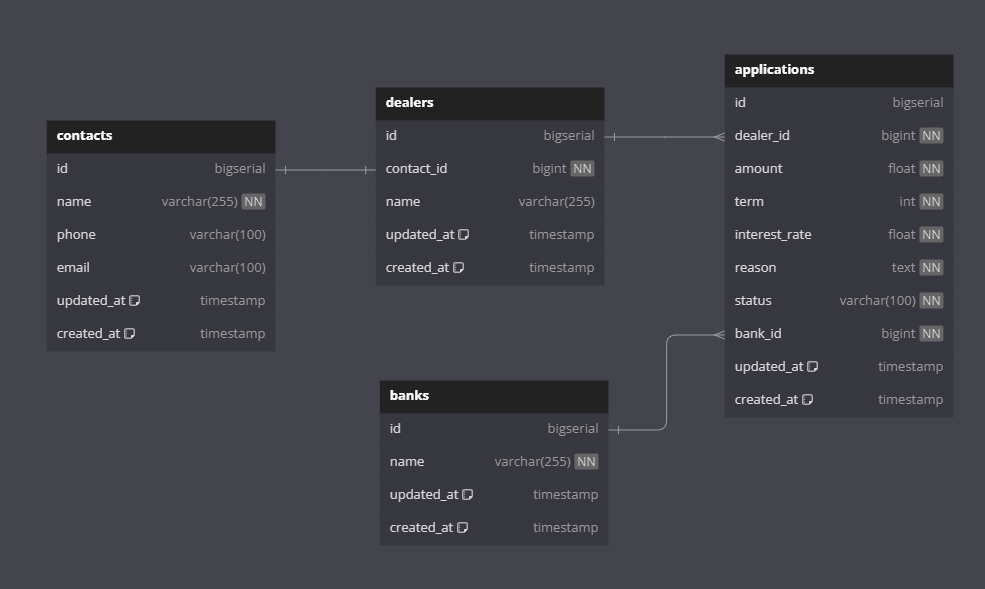 contacts
id bigserial
name varchar(255) NN
phone varchar(100)
email varchar(100)
updated_at timestamp
created_at timestamp
dealers
id bigserial
contact_id bigint NN
name varchar(255)
updated_at timestamp
created_at timestamp
banks
id bigserial
name varchar(255) NN
updated_at timestamp
created_at timestamp
applications
id bigserial
dealer_id bigint NN
amount float NN
term int NN
interest_rate float NN
reason text NN
status varchar(100) NN
bank_id bigint NN
updated_at timestamp
created_at timestamp